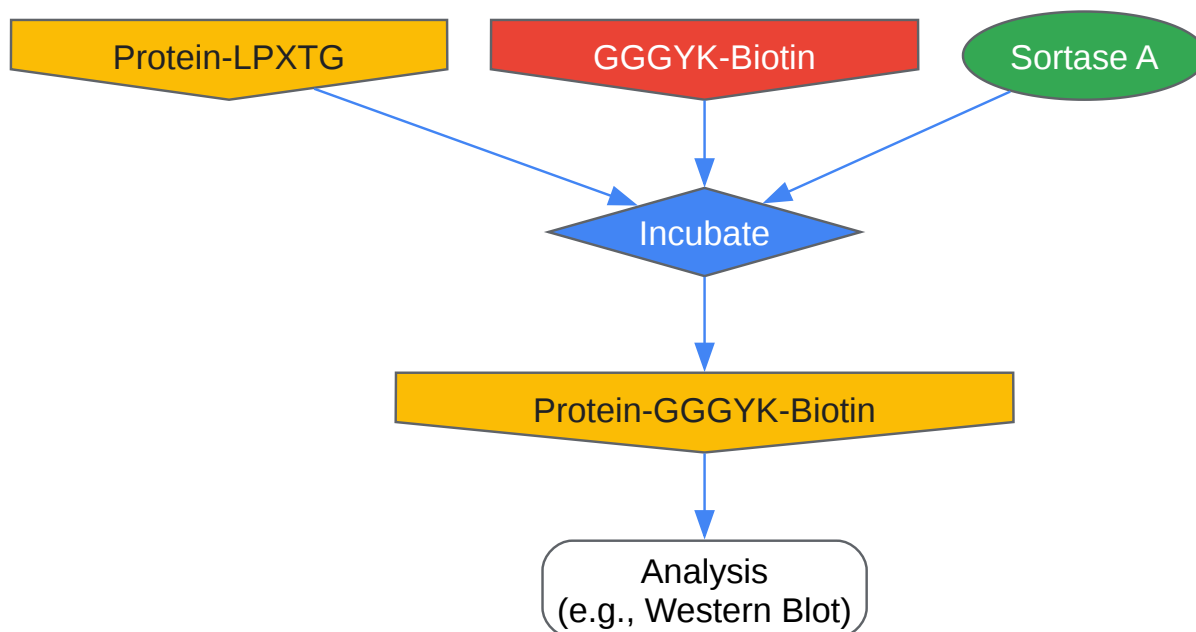 Protein-LPXTG
GGGYK-Biotin
Sortase A
Incubate
Protein-GGGYK-Biotin
Analysis
(e.g., Western Blot)